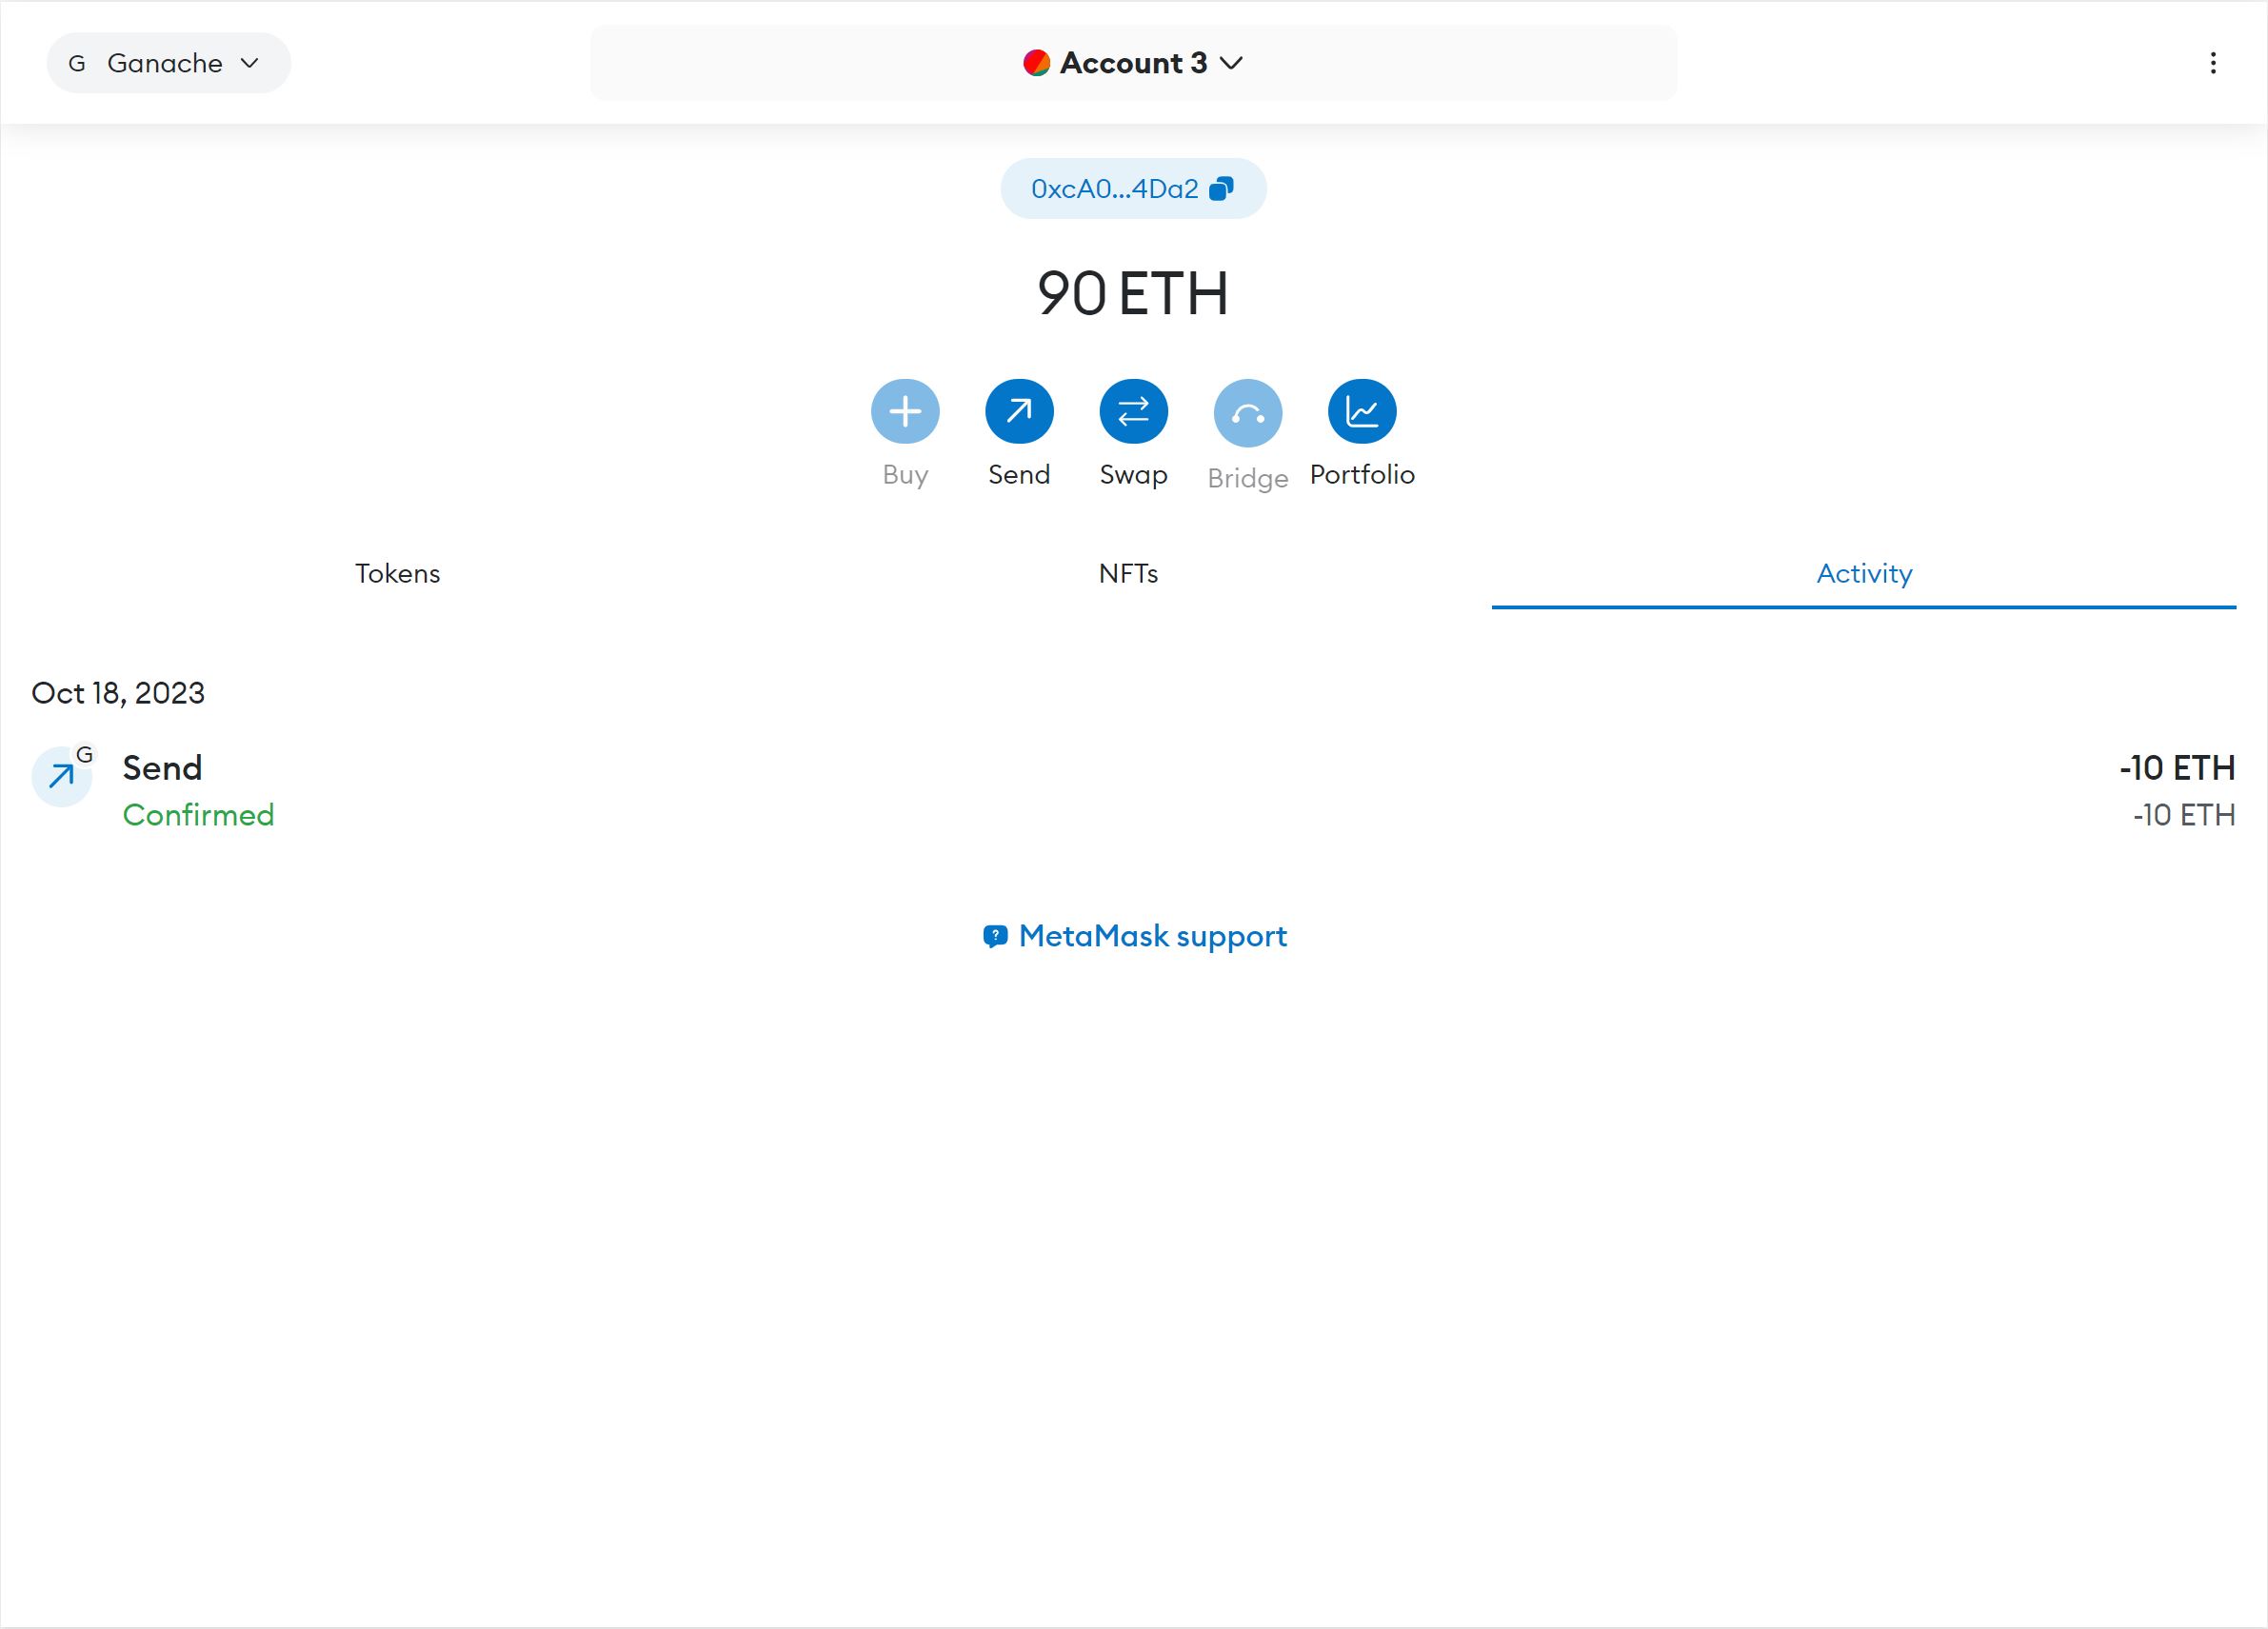 G Ganache
Account 3
0xcA0...4Da2
90 ETH
Buy Send Swap Bridge Portfolio
Tokens NFTs Activity
Oct 18, 2023
G
Send -10 ETH
Confirmed -10 ETH
? MetaMask support